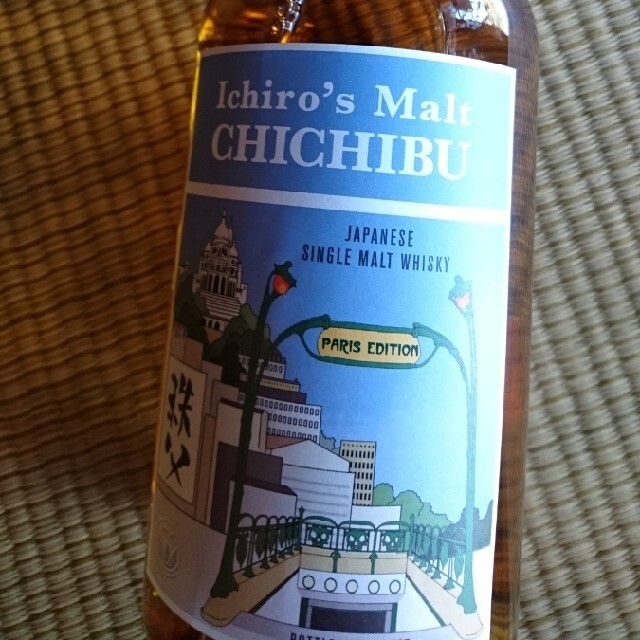 Ichiro's Malt
CHICHIBU
JAPANESE
SINGLE MALT WHISKY
PARIS EDITION
秩父